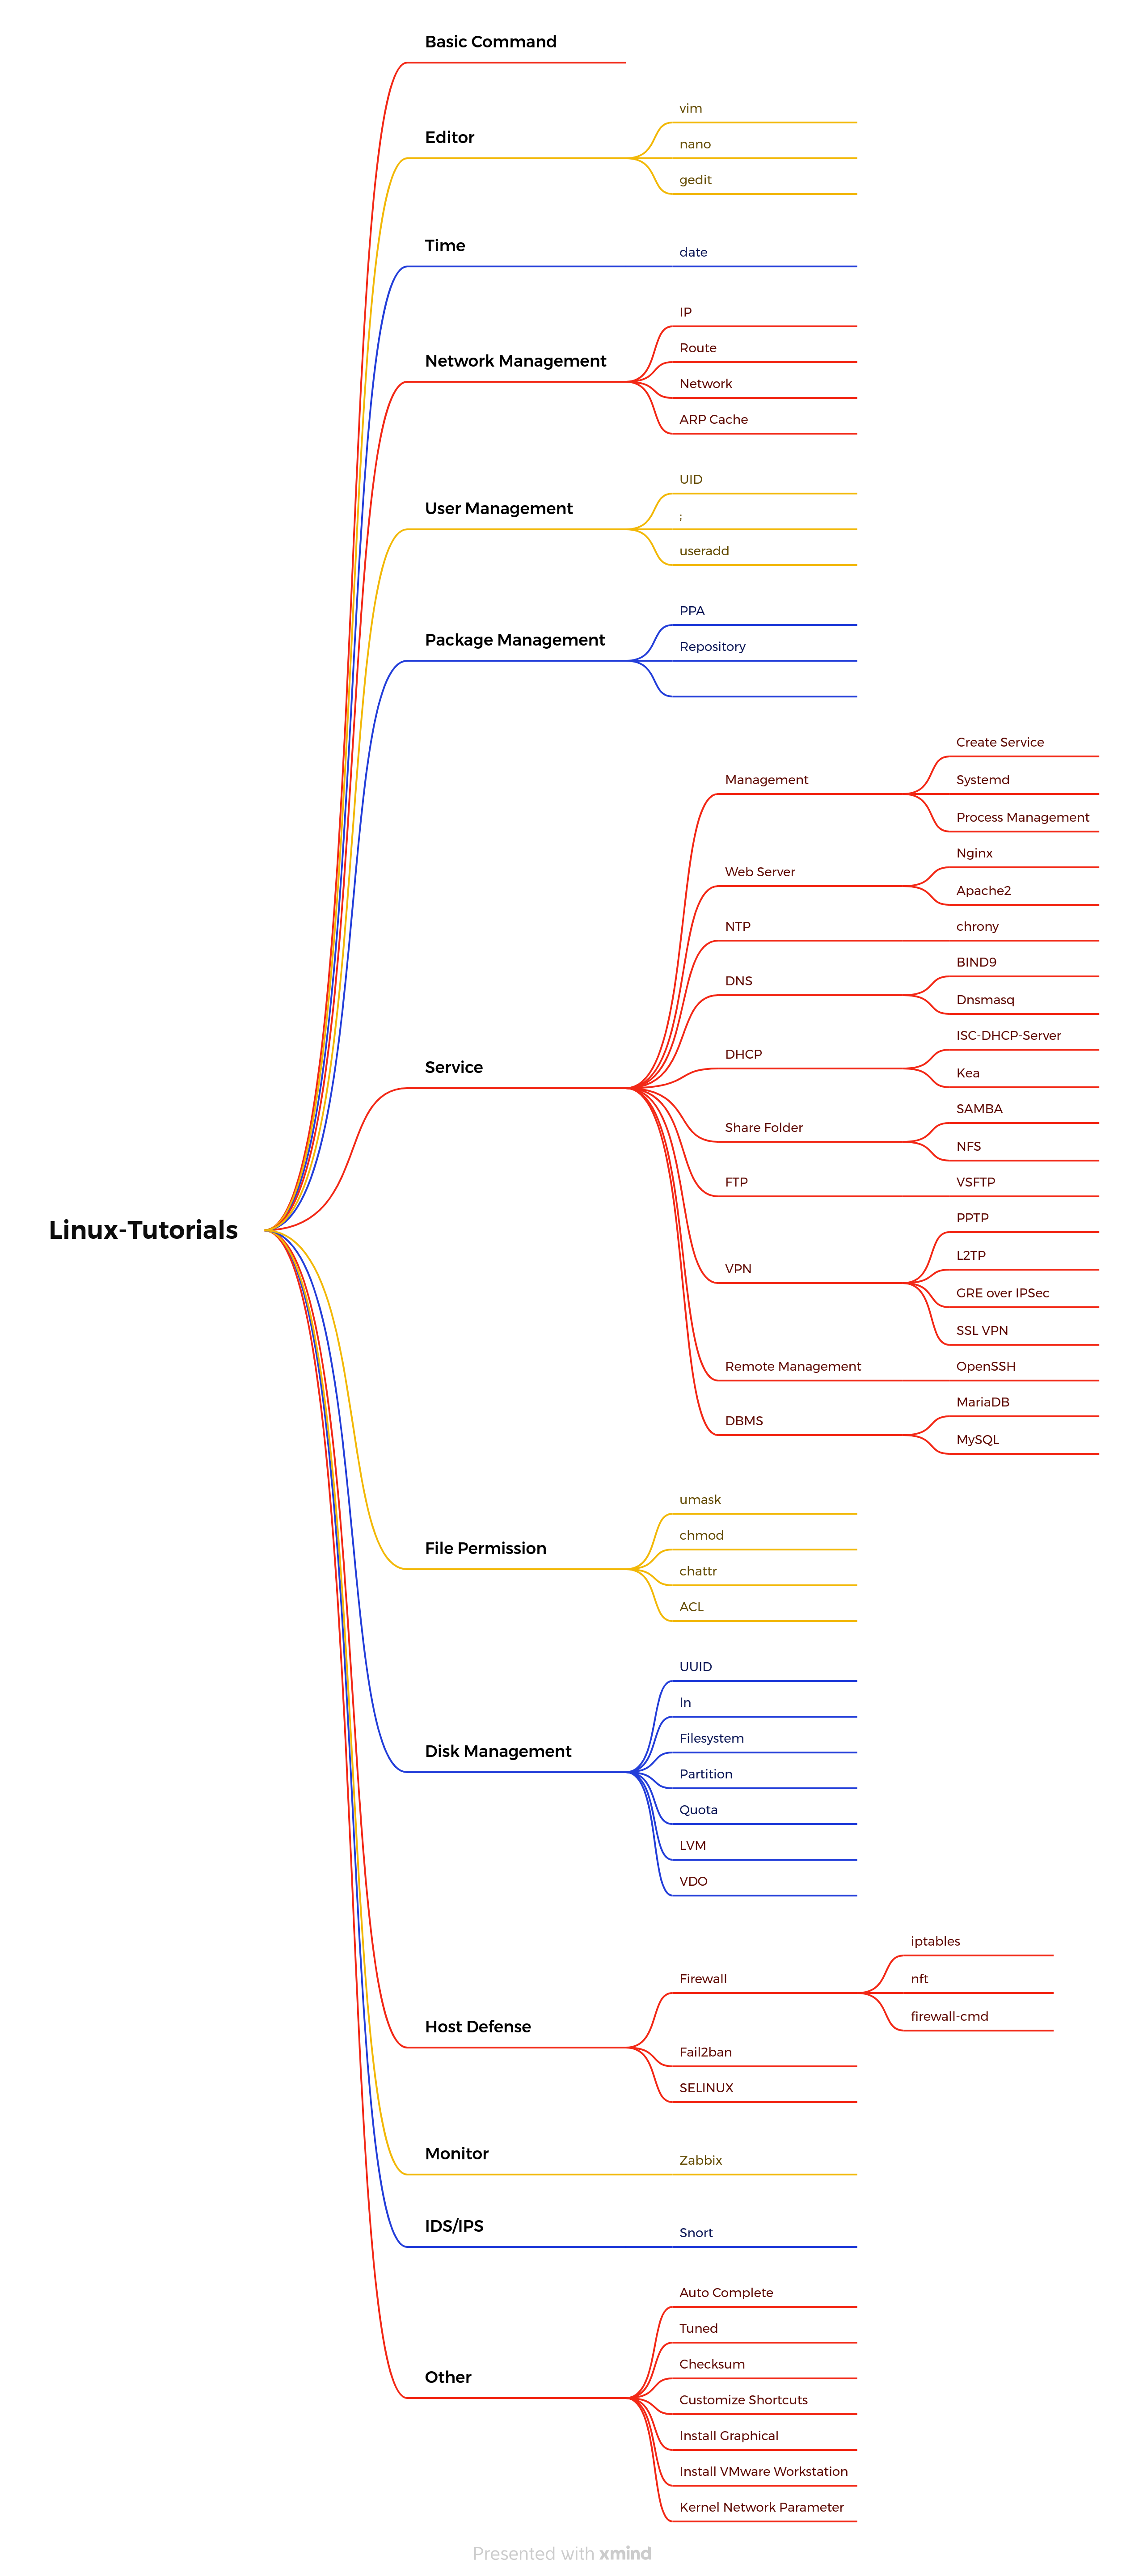 Basic Command
Editor
vim
nano
gedit
Time
date
Network Management
IP
Route
Network
ARP Cache
User Management
UID
;
useradd
Package Management
PPA
Repository
Service
Management
Create Service
Systemd
Process Management
Web Server
Nginx
Apache2
NTP
chrony
DNS
BIND9
Dnsmasq
DHCP
ISC-DHCP-Server
Kea
Share Folder
SAMBA
NFS
FTP
VSFTP
VPN
PPTP
L2TP
GRE over IPSec
SSL VPN
Remote Management
OpenSSH
DBMS
MariaDB
MySQL
Linux-Tutorials
File Permission
umask
chmod
chattr
ACL
Disk Management
UUID
ln
Filesystem
Partition
Quota
LVM
VDO
Host Defense
Firewall
iptables
nft
firewall-cmd
Fail2ban
SELINUX
Monitor
Zabbix
IDS/IPS
Snort
Other
Auto Complete
Tuned
Checksum
Customize Shortcuts
Install Graphical
Install VMware Workstation
Kernel Network Parameter
Presented with xmind